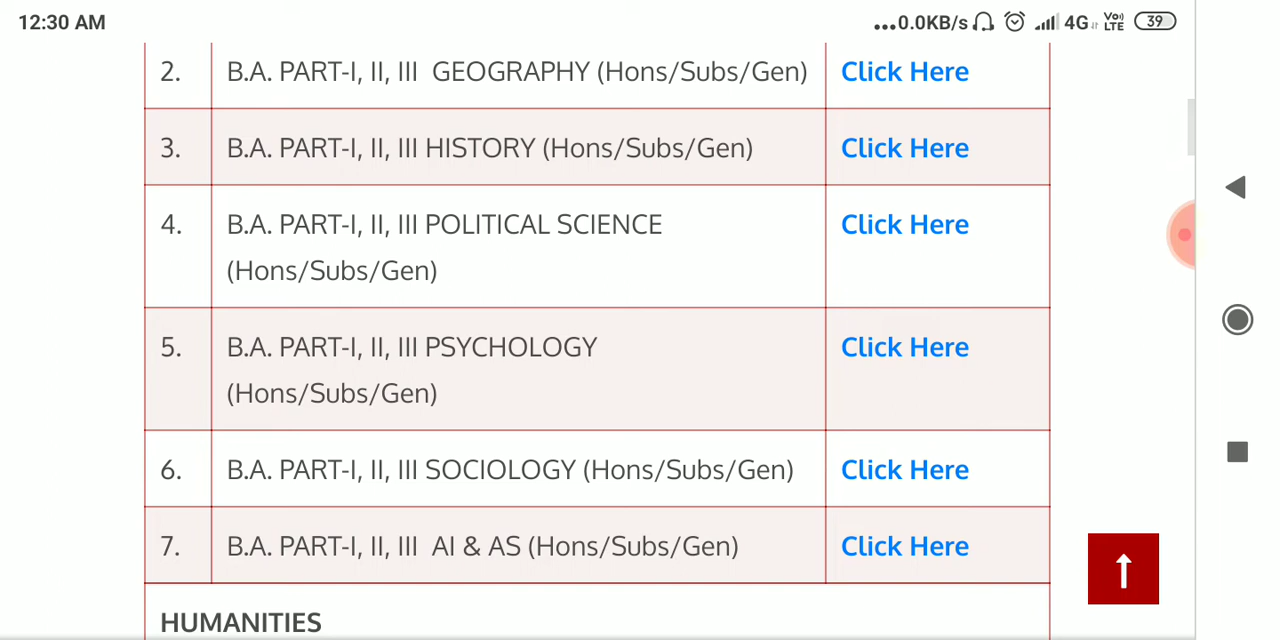 12:30 AM ...0.0KB/s 4G Vo) LTE 39
2. B.A. PART-I, II, III GEOGRAPHY (Hons/Subs/Gen) Click Here
3. B.A. PART-I, II, III HISTORY (Hons/Subs/Gen) Click Here
4. B.A. PART-I, II, III POLITICAL SCIENCE Click Here
(Hons/Subs/Gen)
5. B.A. PART-I, II, III PSYCHOLOGY Click Here
(Hons/Subs/Gen)
6. B.A. PART-I, II, III SOCIOLOGY (Hons/Subs/Gen) Click Here
7. B.A. PART-I, II, III AI & AS (Hons/Subs/Gen) Click Here
HUMANITIES